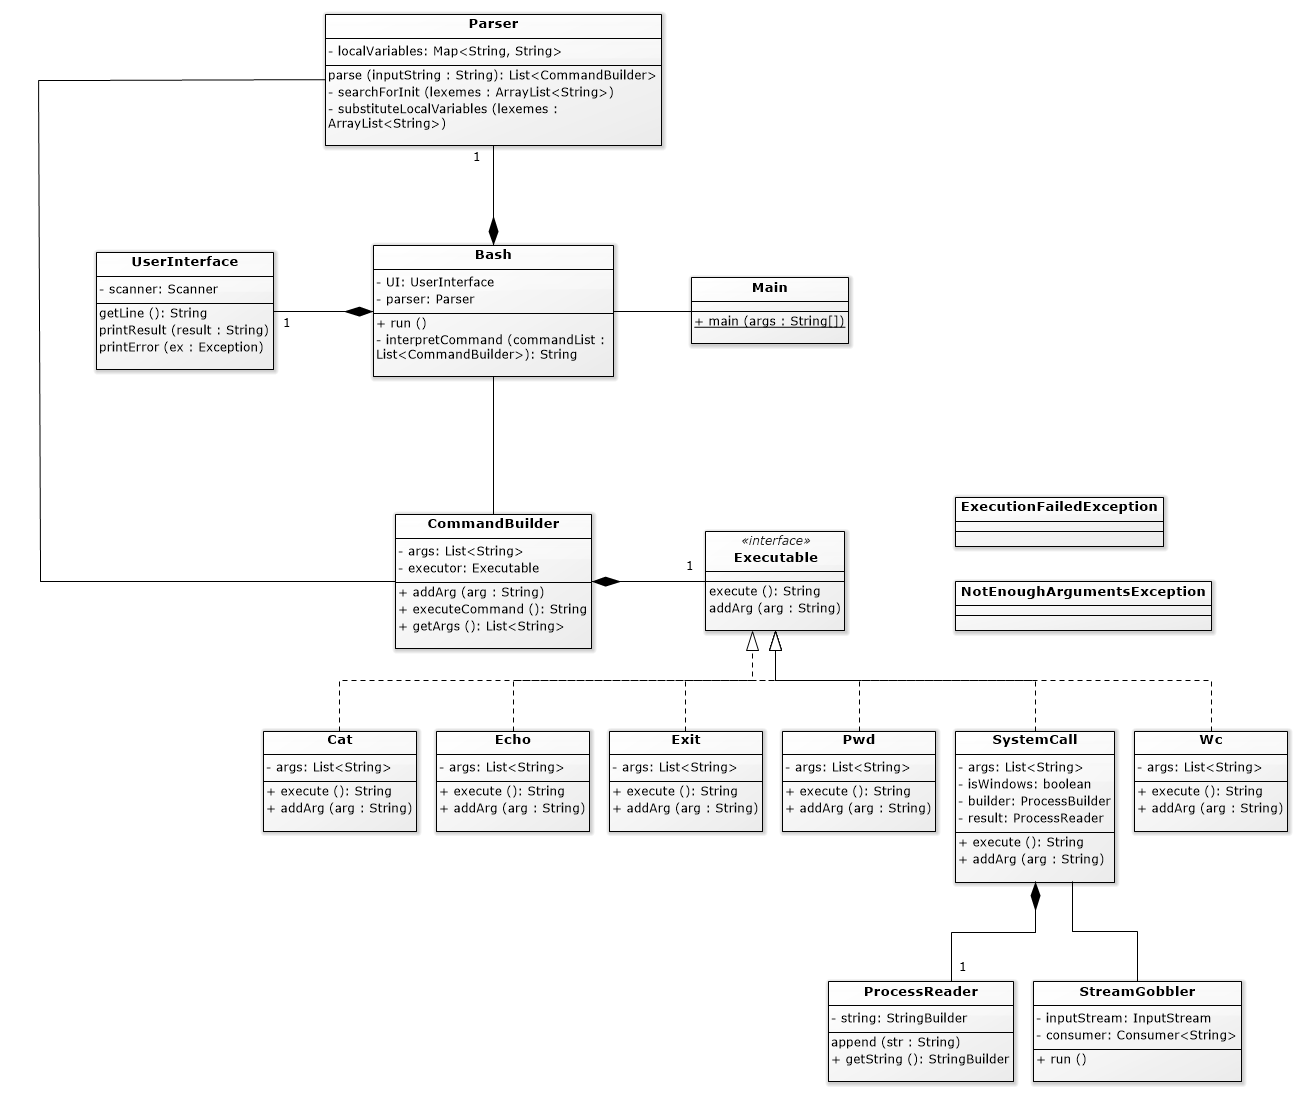 Parser
- localVariables: Map<String, String>
parse (inputString : String): List<CommandBuilder>
- searchForInit (lexemes : ArrayList<String>)
- substituteLocalVariables (lexemes :
ArrayList<String>)
1
UserInterface
- scanner: Scanner
getLine (): String
printResult (result : String)
printError (ex : Exception)
1
Bash
- UI: UserInterface
- parser: Parser
+ run ()
- interpretCommand (commandList :
List<CommandBuilder>): String
Main
+ main (args : String[])
CommandBuilder
- args: List<String>
- executor: Executable
+ addArg (arg : String)
+ executeCommand (): String
+ getArgs (): List<String>
1
«interface»
Executable
execute (): String
addArg (arg : String)
ExecutionFailedException
NotEnoughArgumentsException
Cat
- args: List<String>
+ execute (): String
+ addArg (arg : String)
Echo
- args: List<String>
+ execute (): String
+ addArg (arg : String)
Exit
- args: List<String>
+ execute (): String
+ addArg (arg : String)
Pwd
- args: List<String>
+ execute (): String
+ addArg (arg : String)
SystemCall
- args: List<String>
- isWindows: boolean
- builder: ProcessBuilder
- result: ProcessReader
+ execute (): String
+ addArg (arg : String)
Wc
- args: List<String>
+ execute (): String
+ addArg (arg : String)
1
ProcessReader
- string: StringBuilder
append (str : String)
+ getString (): StringBuilder
StreamGobbler
- inputStream: InputStream
- consumer: Consumer<String>
+ run ()